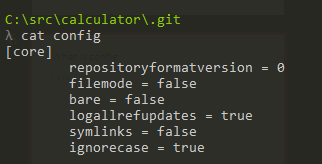 C:\src\calculator\.git
λ cat config
[core]
        repositoryformatversion = 0
        filemode = false
        bare = false
        logallrefupdates = true
        symlinks = false
        ignorecase = true